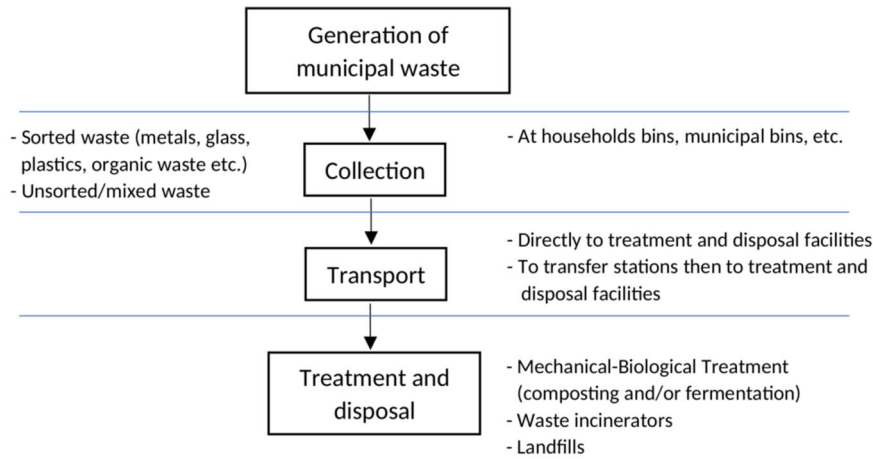 Generation of
municipal waste
- Sorted waste (metals, glass,
plastics, organic waste etc.)
- Unsorted/mixed waste
Collection
- At households bins, municipal bins, etc.
Transport
- Directly to treatment and disposal facilities
- To transfer stations then to treatment and
disposal facilities
Treatment and
disposal
- Mechanical-Biological Treatment
(composting and/or fermentation)
- Waste incinerators
- Landfills